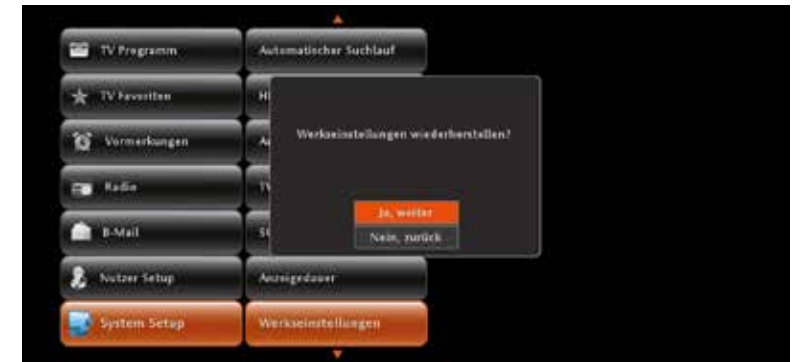 TV Programm
TV Favoriten
Vormerkungen
Radio
B-Mail
Nutzer Setup
System Setup
Automatischer Suchlauf
Anzeigedauer
Werkseinstellungen
Werkseinstellungen wiederherstellen?
Ja, weiter
Nein, zurück